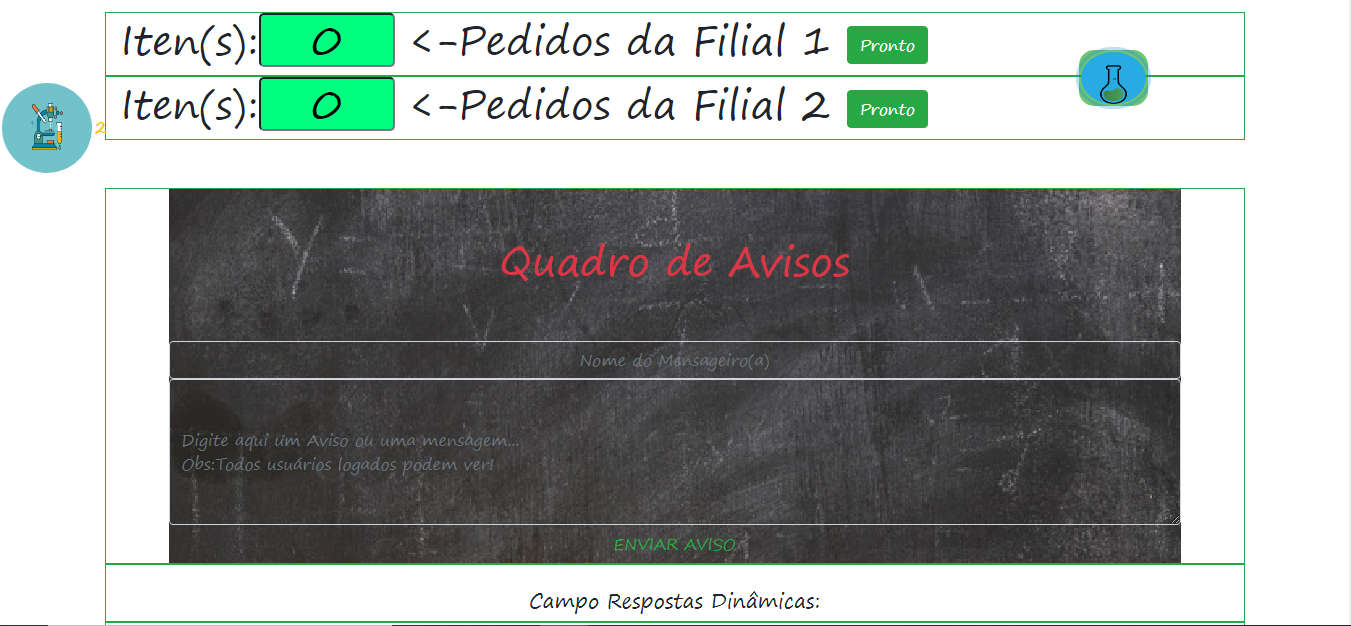 Iten(s): 0 <-Pedidos da Filial 1 Pronto
Iten(s): 0 <-Pedidos da Filial 2 Pronto
2
Quadro de Avisos
Nome do Mensageiro(a)
Digite aqui um Aviso ou uma mensagem...
Obs:Todos usuários logados podem ver!
ENVIAR AVISO
Campo Respostas Dinâmicas: